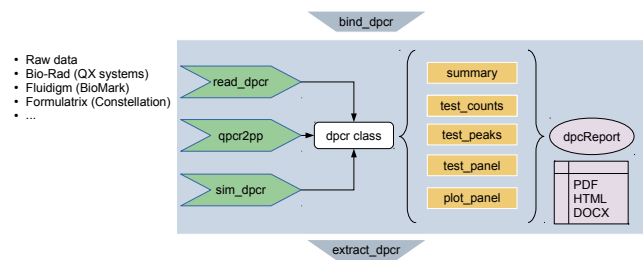 bind_dpcr
• Raw data
• Bio-Rad (QX systems)
• Fluidigm (BioMark)
• Formulatrix (Constellation)
• ...
read_dpcr
qpcr2pp
sim_dpcr
dpcr class
summary
test_counts
test_peaks
test_panel
plot_panel
dpcReport
PDF
HTML
DOCX
extract_dpcr